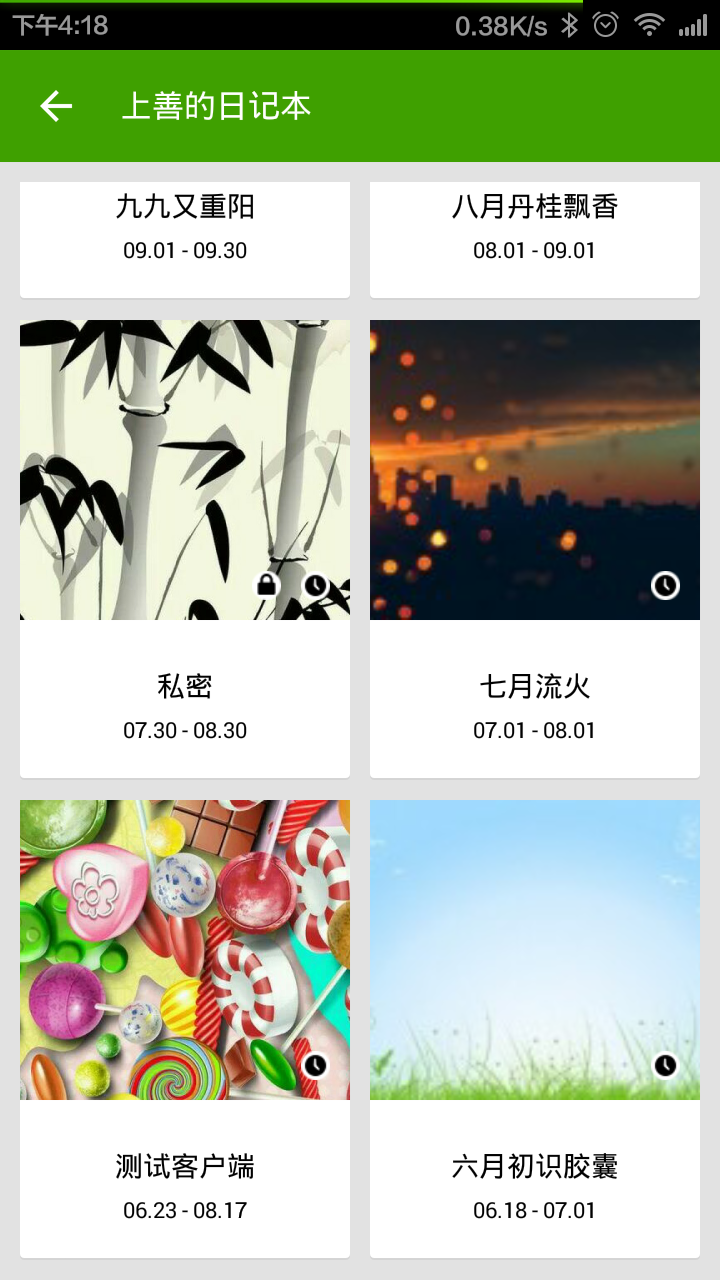 下午4:18
0.38K/s
上善的日记本
九九又重阳
09.01 - 09.30
八月丹桂飘香
08.01 - 09.01
私密
07.30 - 08.30
七月流火
07.01 - 08.01
测试客户端
06.23 - 08.17
六月初识胶囊
06.18 - 07.01